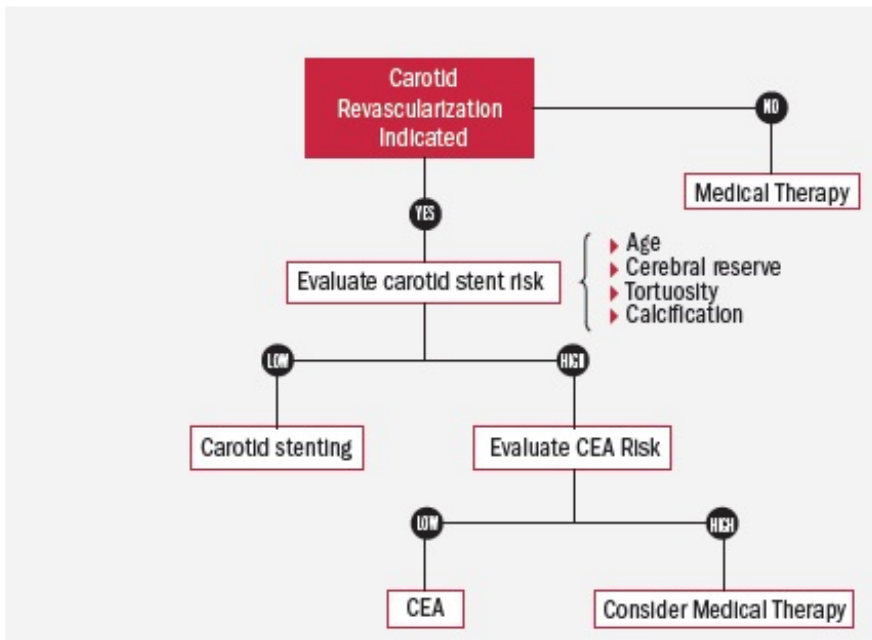 Carotid
Revascularization
Indicated
NO
Medical Therapy
YES
Evaluate carotid stent risk
Age
Cerebral reserve
Tortuosity
Calcification
LOW
HIGH
Carotid stenting
Evaluate CEA Risk
LOW
HIGH
CEA
Consider Medical Therapy